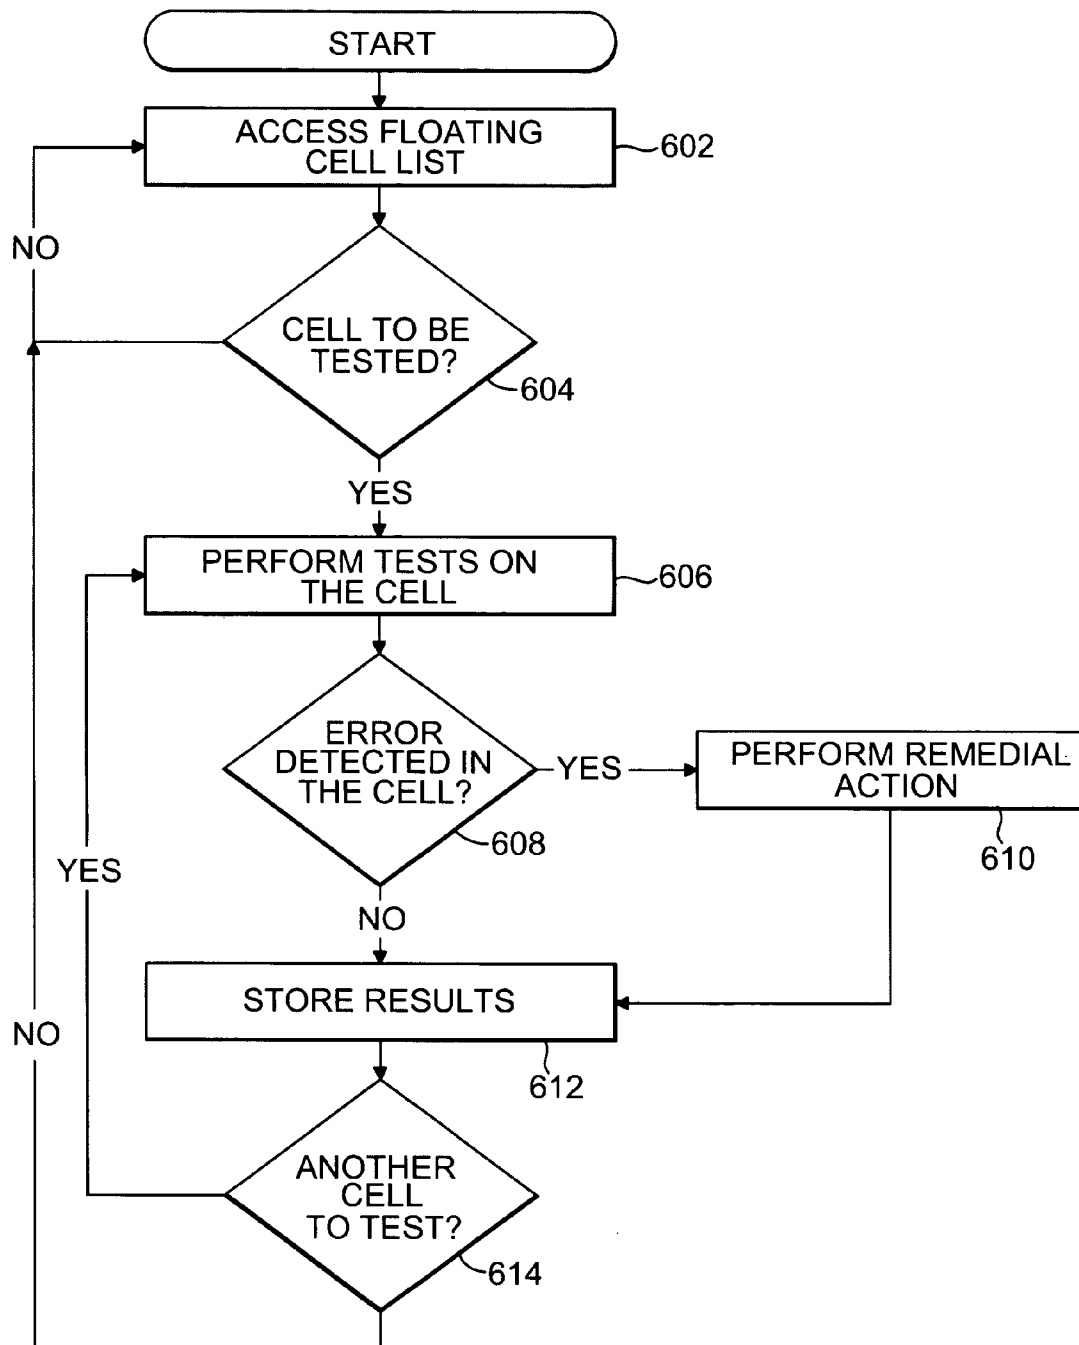 START
ACCESS FLOATING
CELL LIST
602
NO
CELL TO BE
TESTED?
604
YES
PERFORM TESTS ON
THE CELL
606
ERROR
DETECTED IN
THE CELL?
608
YES
PERFORM REMEDIAL
ACTION
610
YES
NO
STORE RESULTS
612
NO
ANOTHER
CELL
TO TEST?
614